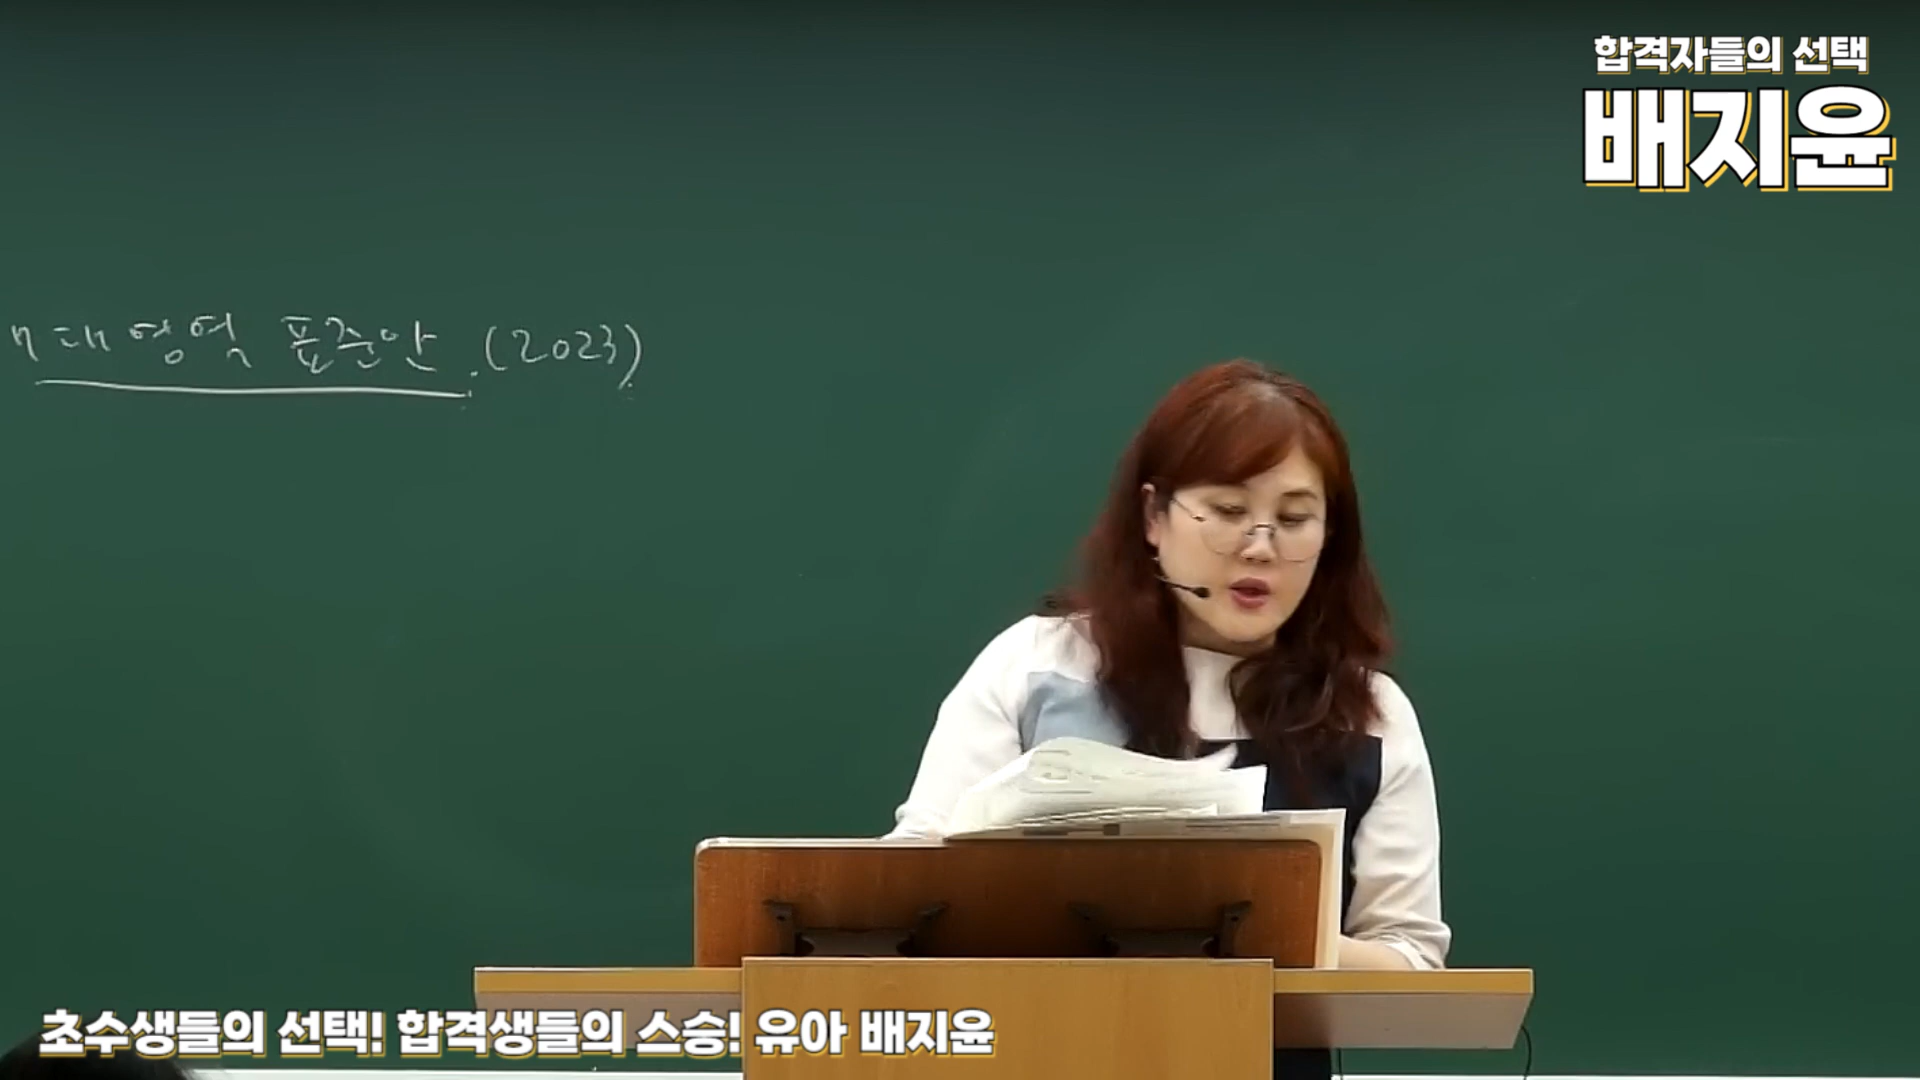 합격자들의 선택
배지윤
7대 영역 표준안 (2023)
초수생들의 선택! 합격생들의 스승! 유아 배지윤